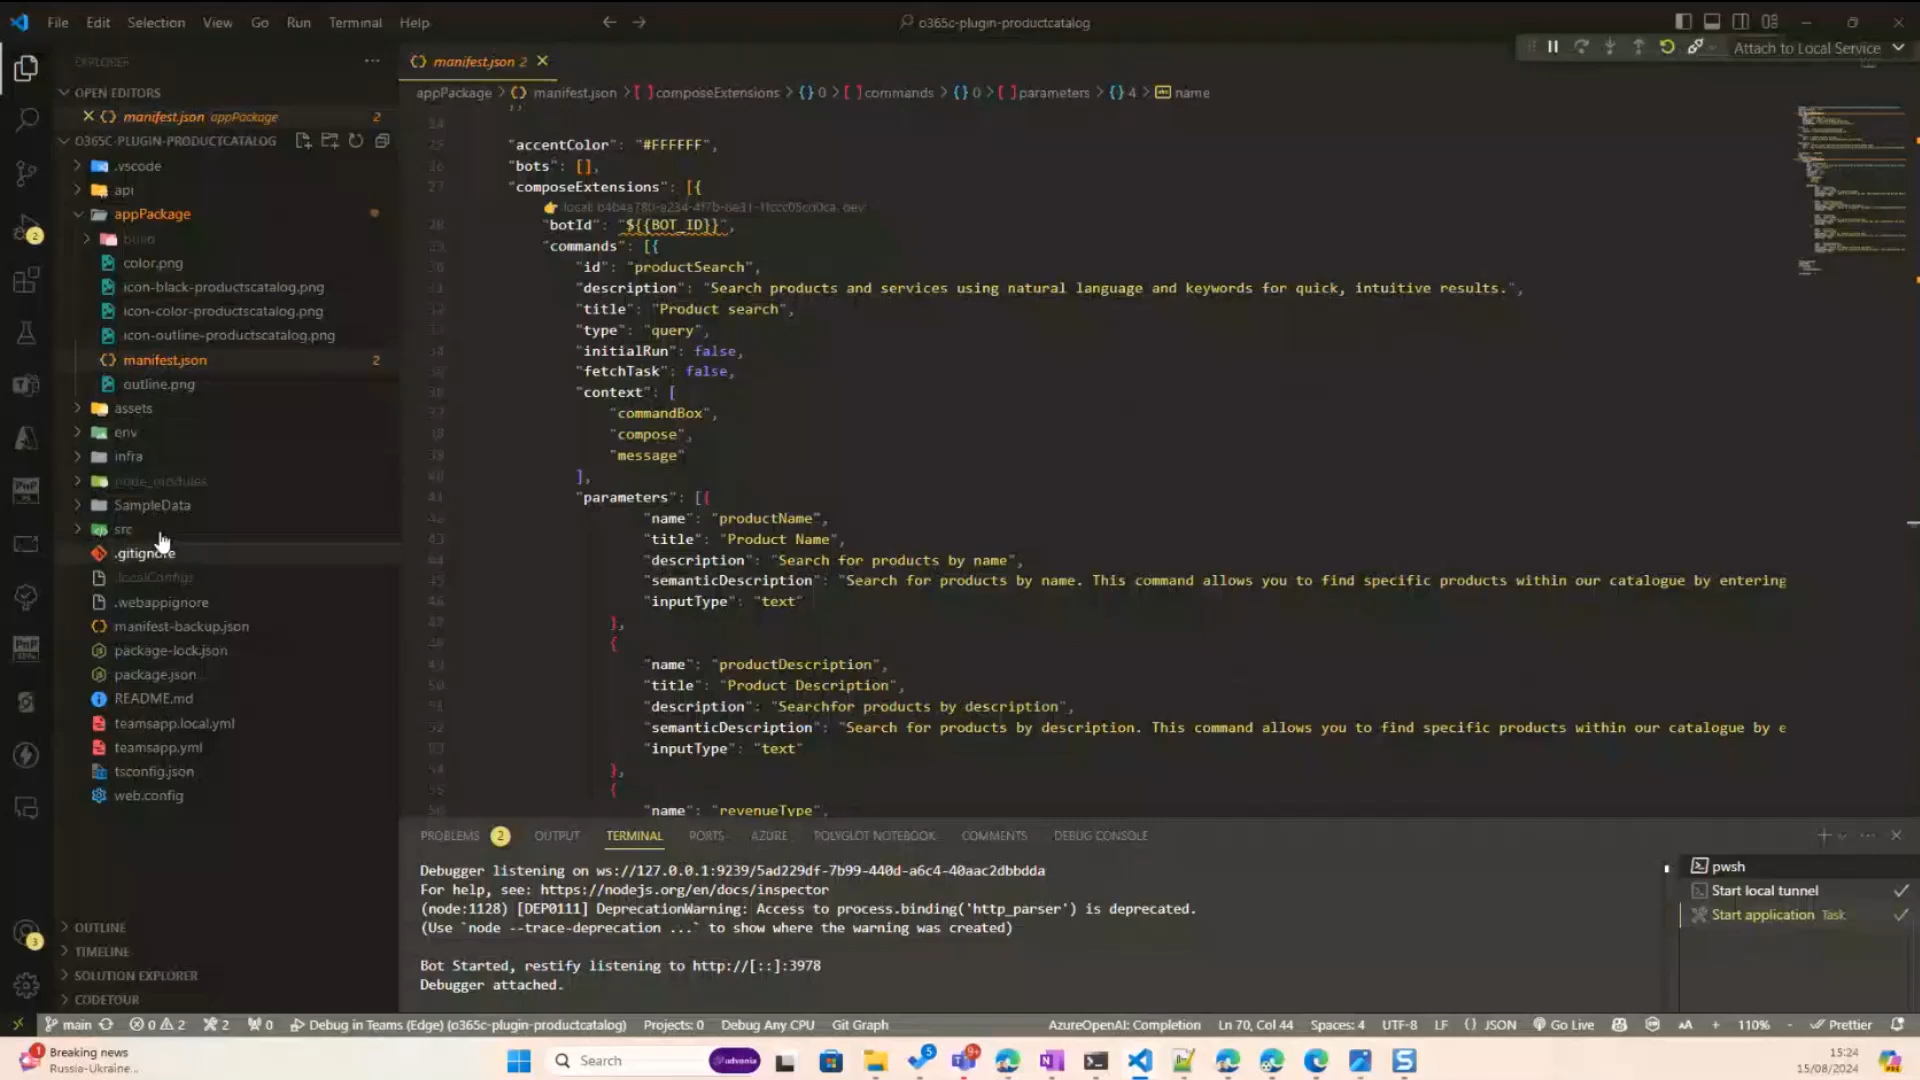 File Edit Selection View Go Run Terminal Help
o365c-plugin-productcatalog
EXPLORER
manifest.json 2
Attach to Local Service
OPEN EDITORS
appPackage > manifest.json > [ ]composeExtensions > {} 0 > [ ]commands > {} 0 > [ ]parameters > {} 4 > name
manifest.json appPackage 2
O365C-PLUGIN-PRODUCTCATALOG
.vscode
api
appPackage
build
color.png
icon-black-productscatalog.png
icon-color-productscatalog.png
icon-outline-productscatalog.png
manifest.json 2
outline.png
assets
env
infra
node_modules
SampleData
src
.gitignore
.localConfigs
.webappignore
manifest-backup.json
package-lock.json
package.json
README.md
teamsapp.local.yml
teamsapp.yml
tsconfig.json
web.config
OUTLINE
TIMELINE
SOLUTION EXPLORER
CODETOUR
"accentColor": "#FFFFFF",
"bots": [],
"composeExtensions": [{
"botId": "${{BOT_ID}}",
"commands": [{
"id": "productSearch",
"description": "Search products and services using natural language and keywords for quick, intuitive results.",
"title": "Product search",
"type": "query",
"initialRun": false,
"fetchTask": false,
"context": [
"commandBox",
"compose",
"message"
],
"parameters": [{
"name": "productName",
"title": "Product Name",
"description": "Search for products by name",
"semanticDescription": "Search for products by name. This command allows you to find specific products within our catalogue by entering
"inputType": "text"
},
{
"name": "productDescription",
"title": "Product Description",
"description": "Searchfor products by description",
"semanticDescription": "Search for products by description. This command allows you to find specific products within our catalogue by e
"inputType": "text"
},
{
"name": "revenueType",
PROBLEMS 2 OUTPUT TERMINAL PORTS AZURE POLYGLOT NOTEBOOK COMMENTS DEBUG CONSOLE
Debugger listening on ws://127.0.0.1:9239/5ad229df-7b99-440d-a6c4-40aac2dbbdda
For help, see: https://nodejs.org/en/docs/inspector
(node:1128) [DEP0111] DeprecationWarning: Access to process.binding('http_parser') is deprecated.
(Use `node --trace-deprecation ...` to show where the warning was created)
Bot Started, restify listening to http://[::]:3978
Debugger attached.
pwsh
Start local tunnel
Start application Task
main 0 2 2 0 Debug in Teams (Edge) (o365c-plugin-productcatalog) Projects: 0 Debug Any CPU Git Graph
AzureOpenAI: Completion Ln 70, Col 44 Spaces: 4 UTF-8 LF {} JSON Go Live 110% Prettier
Breaking news
Russia-Ukraine...
Search
advania
15:24
15/08/2024